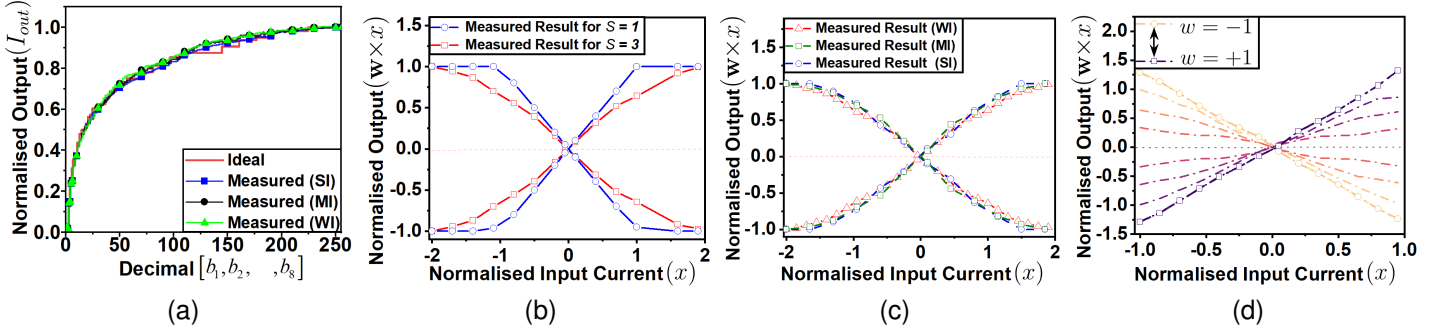 Normalised Output (I_out)
1.0
0.8
0.6
0.4
0.2
0.0
Ideal
Measured (SI)
Measured (MI)
Measured (WI)
0 50 100 150 200 250
Decimal [b₁,b₂, ,b₈]
(a)
Normalised Output (w×x)
1.5
1.0
0.5
0.0
-0.5
-1.0
Measured Result for S = 1
Measured Result for S = 3
-2 -1 0 1 2
Normalised Input Current (x)
(b)
Normalised Output (w×x)
1.5
1.0
0.5
0.0
-0.5
-1.0
Measured Result (WI)
Measured Result (MI)
Measured Result (SI)
-2 -1 0 1 2
Normalised Input Current (x)
(c)
Normalised Output (w×x)
2.0
1.5
1.0
0.5
0.0
-0.5
-1.0
-1.5
w = −1
w = +1
-1.0 -0.5 0.0 0.5 1.0
Normalised Input Current (x)
(d)